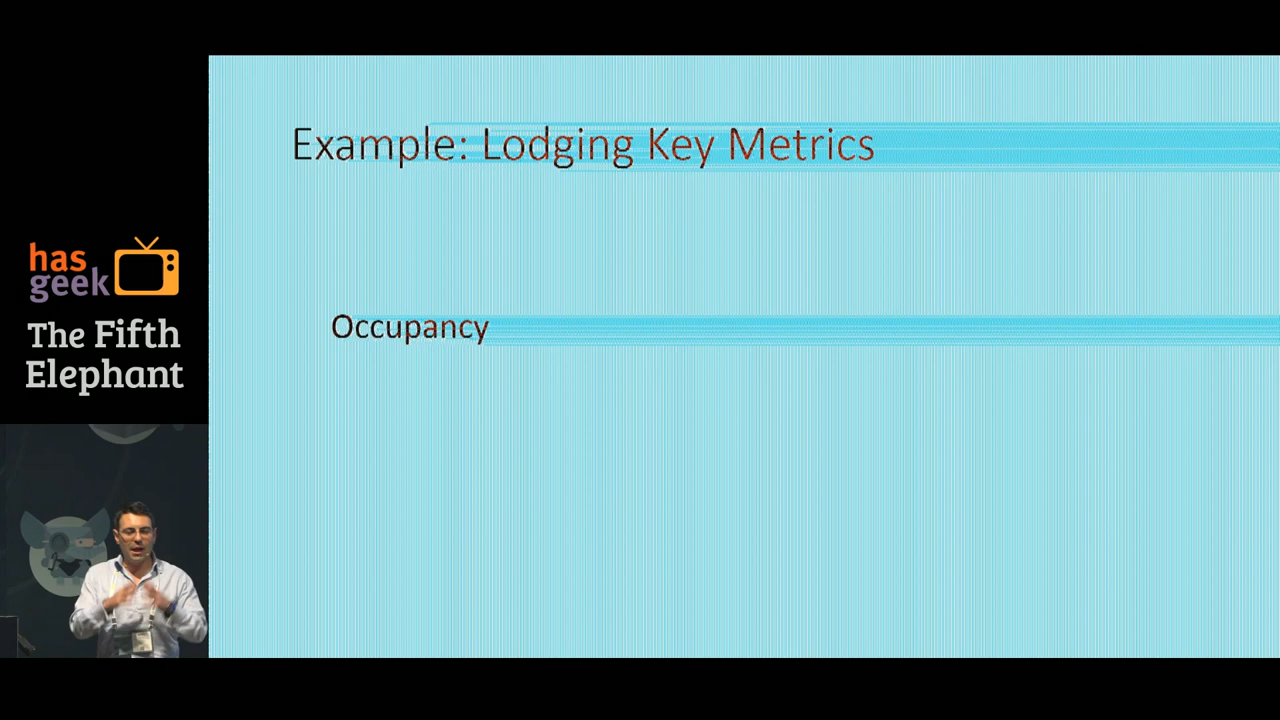 Example: Lodging Key Metrics
Occupancy
has
geek
The Fifth
Elephant